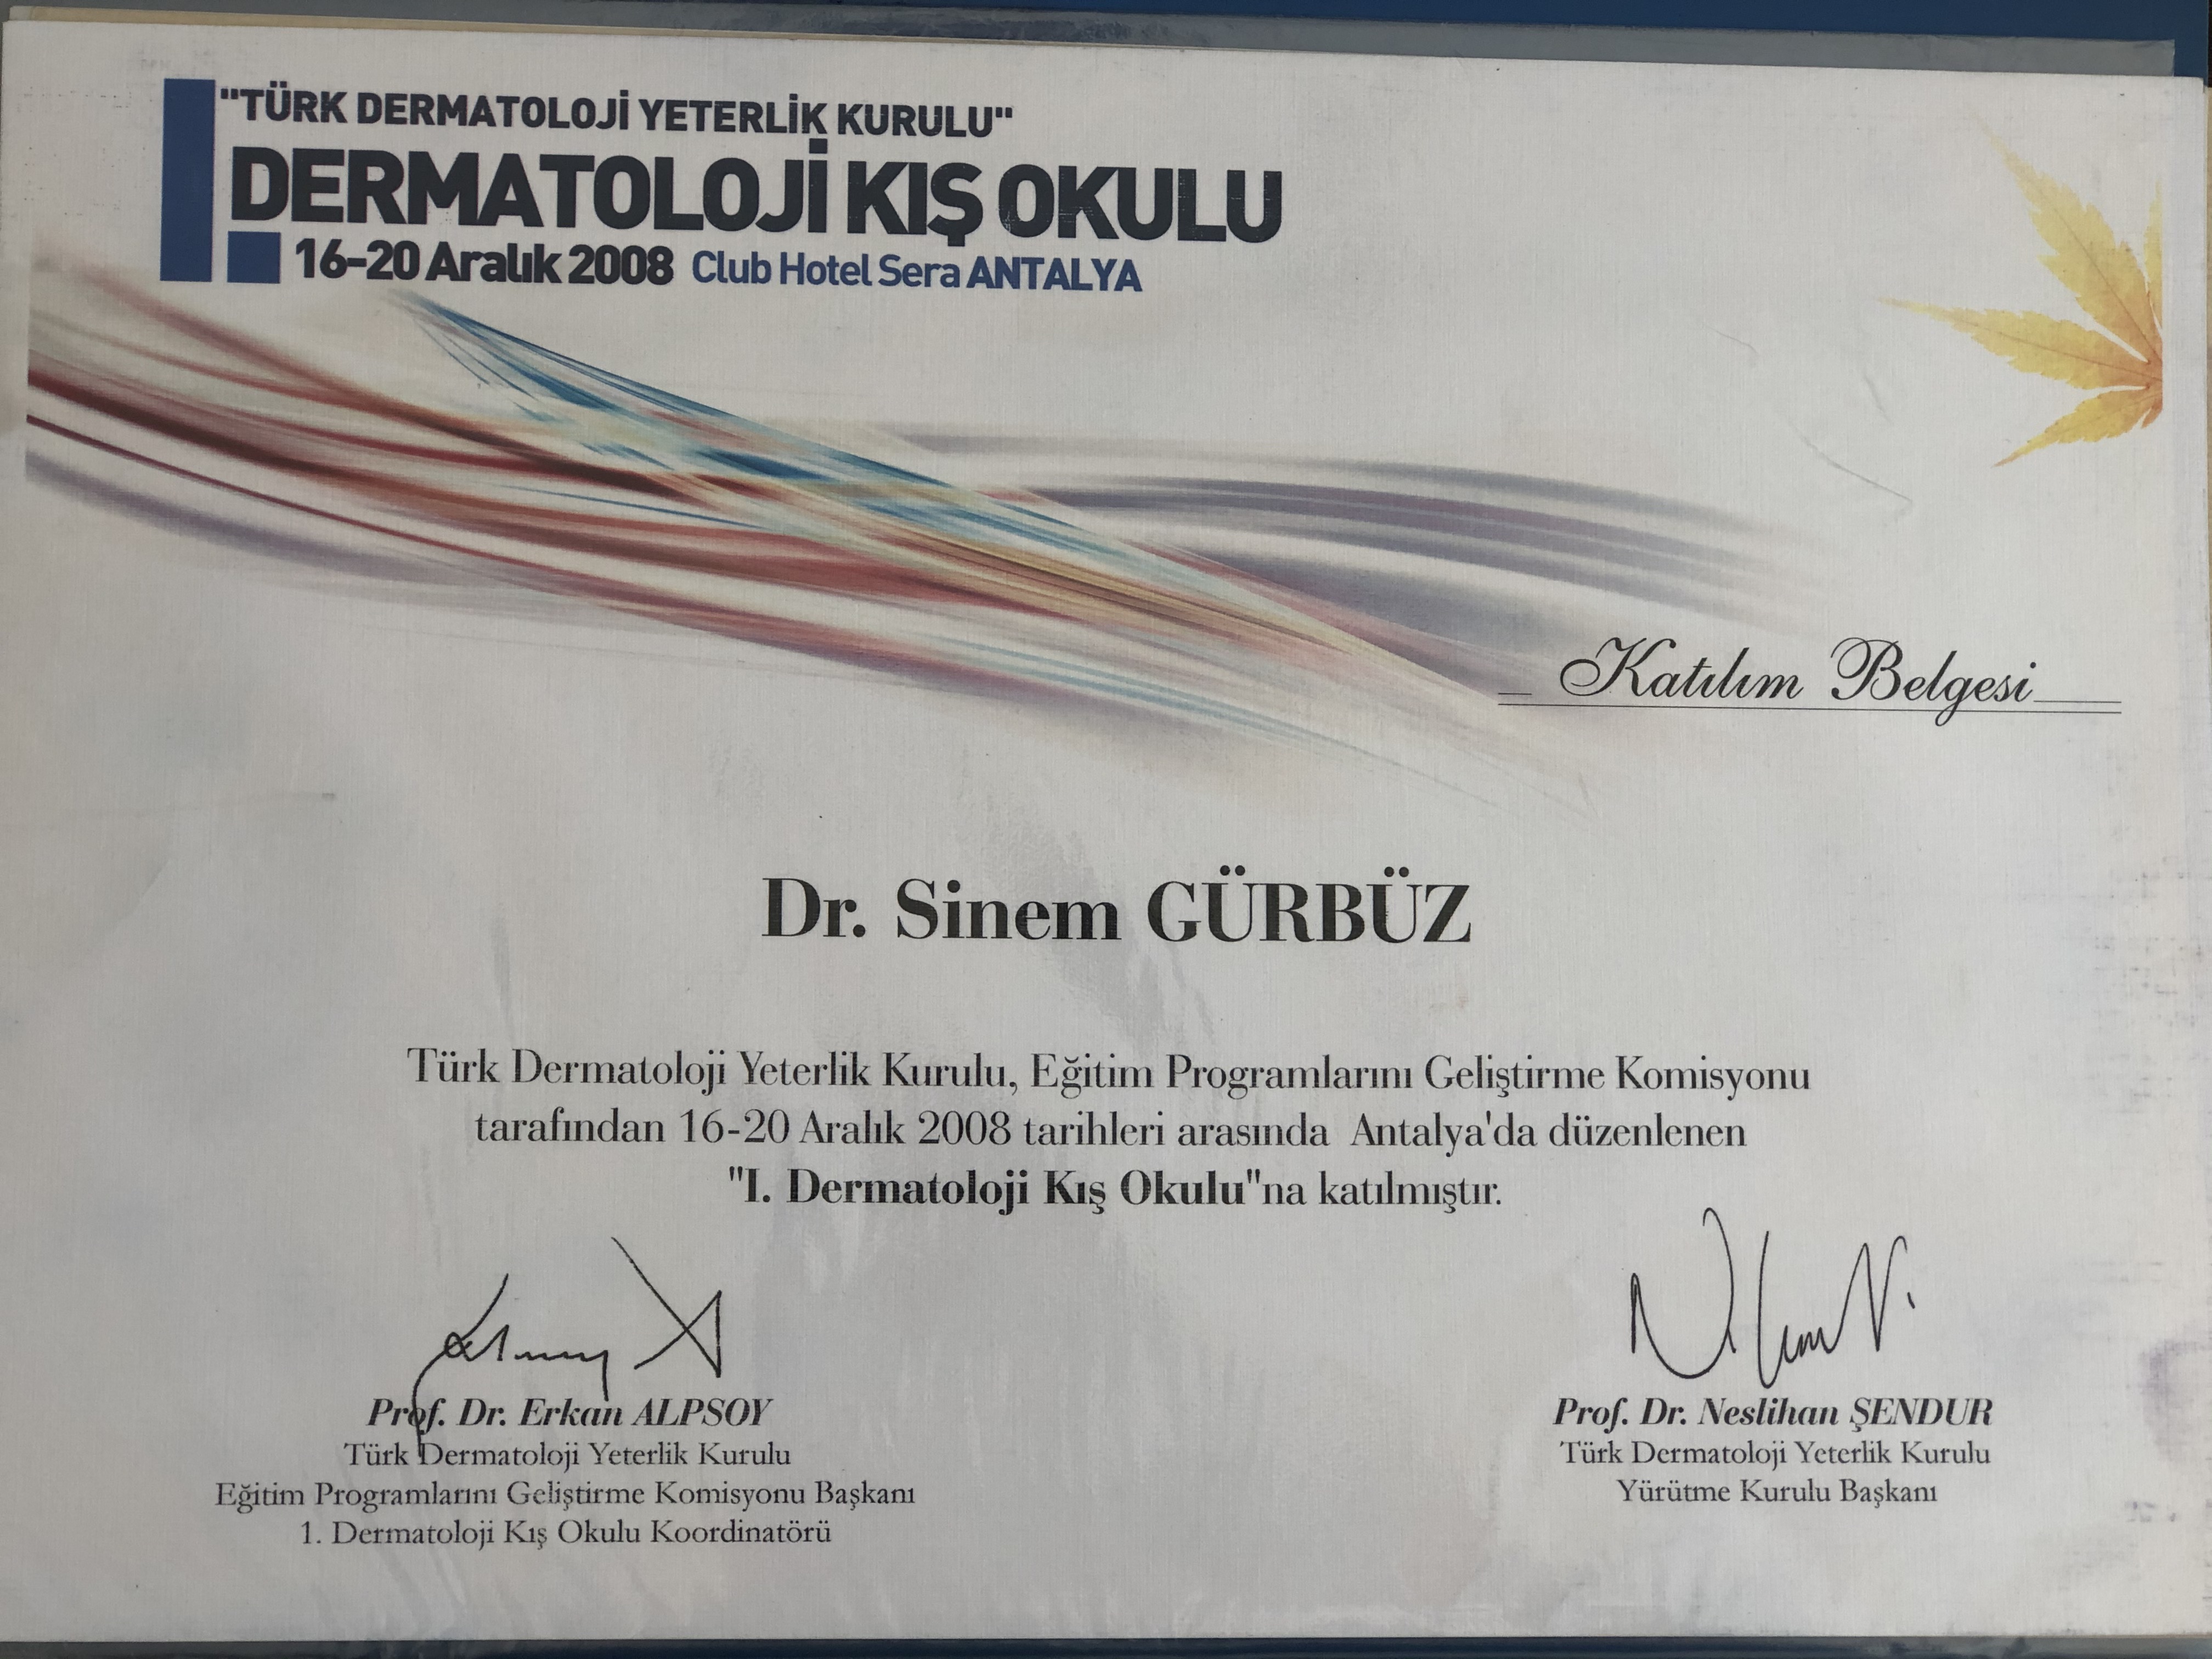 "TÜRK DERMATOLOJİ YETERLİK KURULU"
DERMATOLOJİ KIŞ OKULU
16-20 Aralık 2008 Club Hotel Sera ANTALYA
Katılım Belgesi
Dr. Sinem GÜRBÜZ
Türk Dermatoloji Yeterlik Kurulu, Eğitim Programlarını Geliştirme Komisyonu
tarafından 16-20 Aralık 2008 tarihleri arasında Antalya'da düzenlenen
"I. Dermatoloji Kış Okulu"na katılmıştır.
Prof. Dr. Erkan ALPSOY
Türk Dermatoloji Yeterlik Kurulu
Eğitim Programlarını Geliştirme Komisyonu Başkanı
1. Dermatoloji Kış Okulu Koordinatörü
Prof. Dr. Neslihan ŞENDUR
Türk Dermatoloji Yeterlik Kurulu
Yürütme Kurulu Başkanı